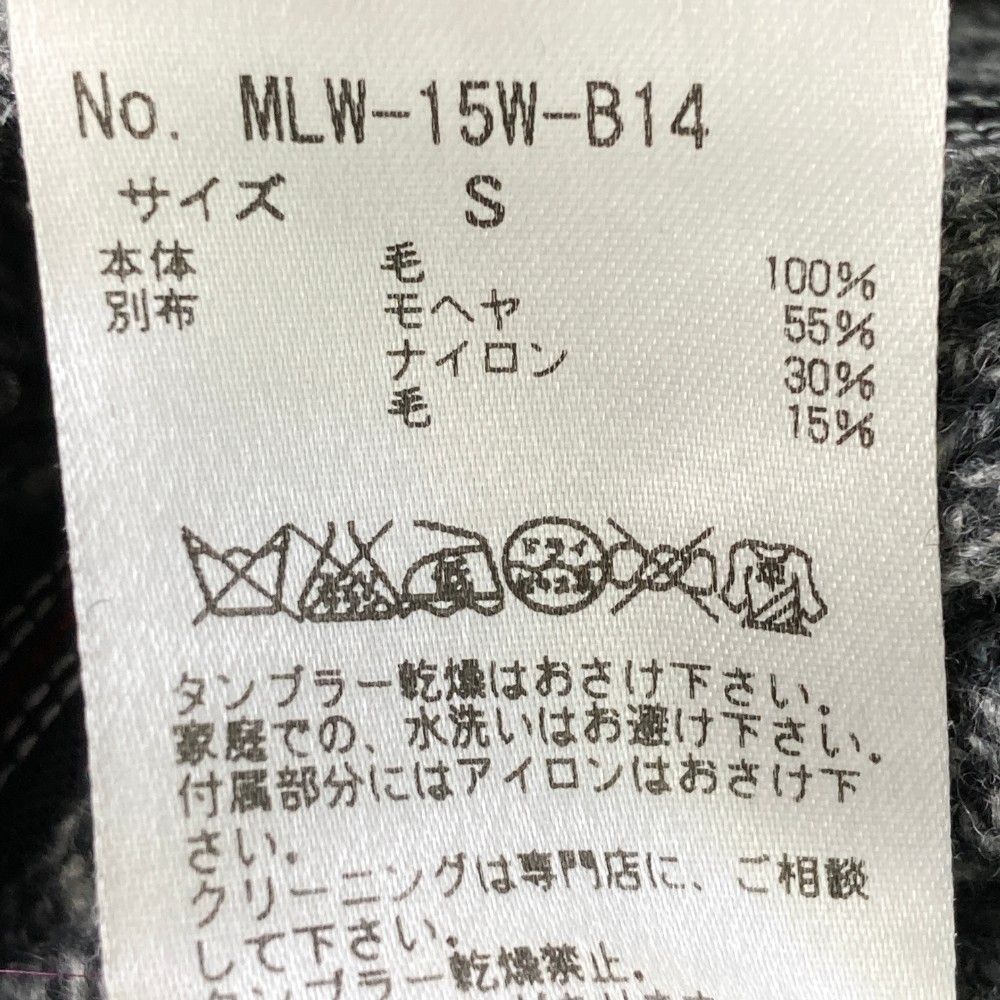 No. MLW-15W-B14
サイズ S
本体 毛 100%
別布 モヘヤ 55%
ナイロン 30%
毛 15%
ドライ
タンブラー乾燥はおさけ下さい.
家庭での、水洗いはお避け下さい.
付属部分にはアイロンはおさけ下
さい.
クリーニングは専門店に、ご相談
して下さい.
タンブラー乾燥禁止.